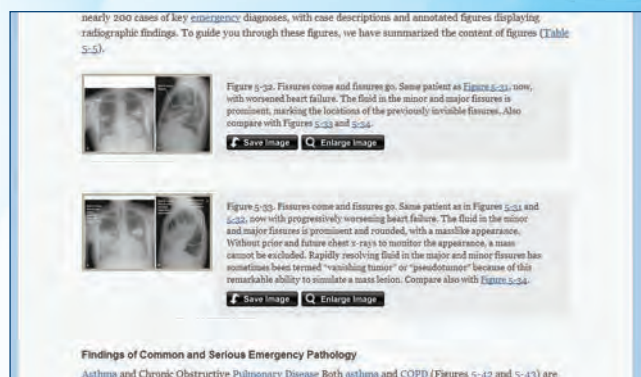 nearly 200 cases of key emergency diagnoses, with case descriptions and annotated figures displaying
radiographic findings. To guide you through these figures, we have summarized the content of figures (Table
5-5).
Figure 5-32. Fissures come and fissures go. Same patient as Figure 5-31, now,
with worsened heart failure. The fluid in the minor and major fissures is
prominent, marking the locations of the previously invisible fissures. Also
compare with Figures 5-33 and 5-34.
Save Image Enlarge Image
Figure 5-33. Fissures come and fissures go. Same patient as in Figures 5-31 and
5-32, now with progressively worsening heart failure. The fluid in the minor
and major fissures is prominent and rounded, with a masslike appearance.
Without prior and future chest x-rays to monitor the appearance, a mass
cannot be excluded. Rapidly resolving fluid in the major and minor fissures has
sometimes been termed "vanishing tumor" or "pseudotumor" because of this
remarkable ability to simulate a mass lesion. Compare also with Figure 5-34.
Save Image Enlarge Image
Findings of Common and Serious Emergency Pathology
Asthma and Chronic Obstructive Pulmonary Disease Both asthma and COPD (Figures 5-42 and 5-43) are